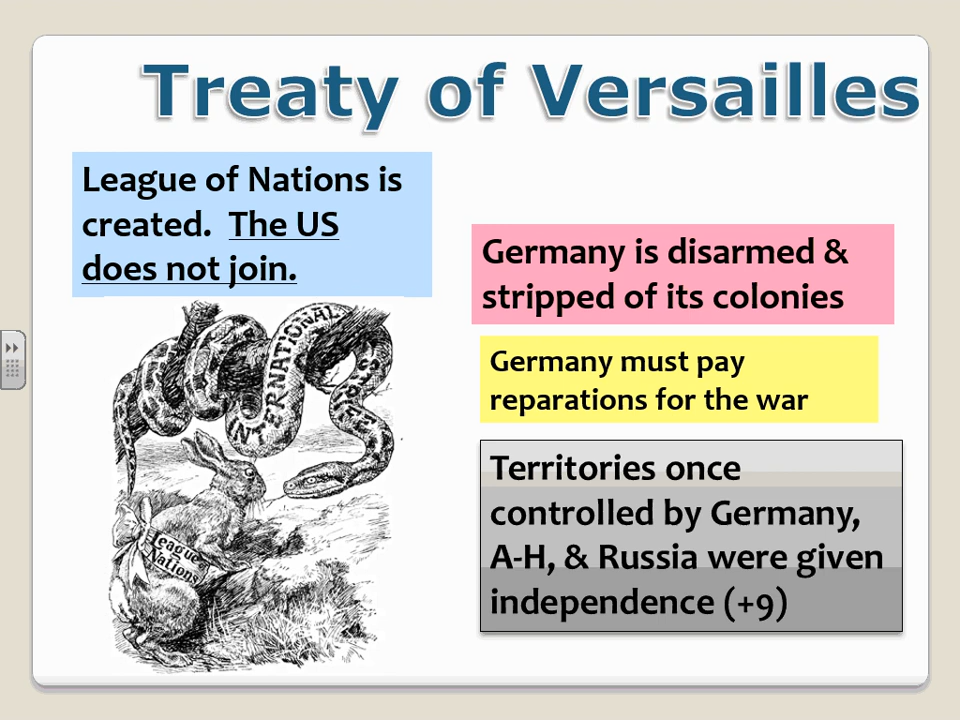 Treaty of Versailles
League of Nations is
created. The US
does not join.
Germany is disarmed &
stripped of its colonies
INTERNATIONAL
STRIFE
Germany must pay
reparations for the war
Territories once
controlled by Germany,
A-H, & Russia were given
independence (+9)
League
of
Nations